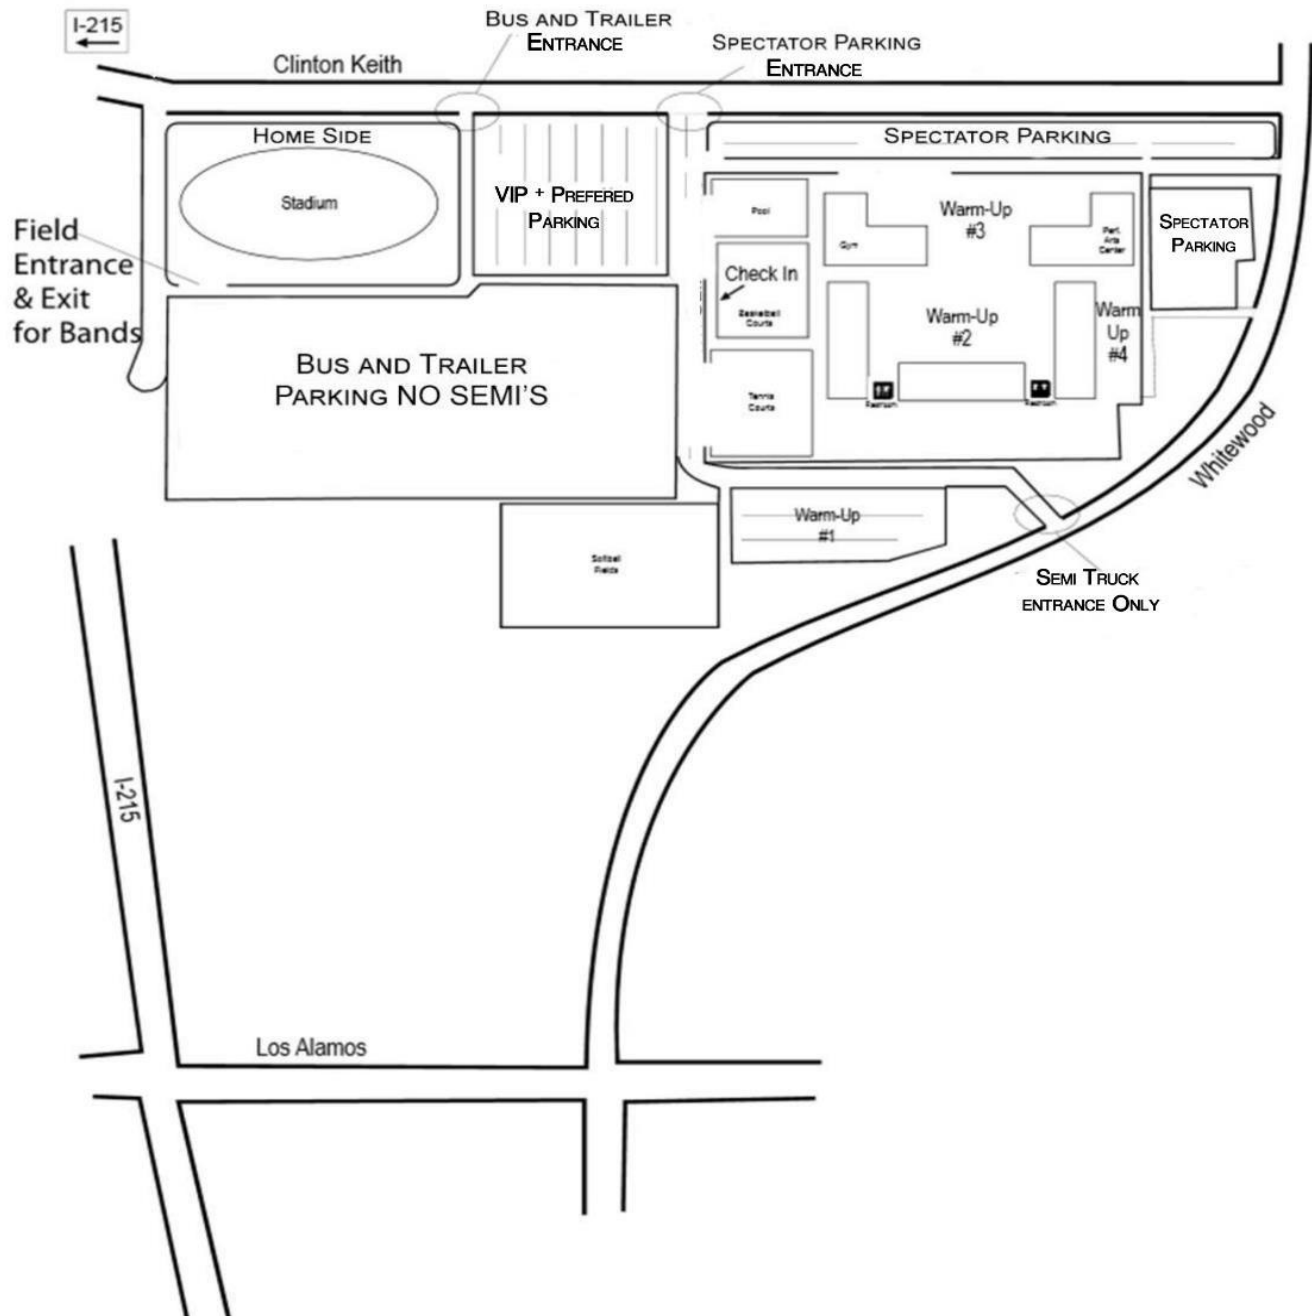 I-215
BUS AND TRAILER
ENTRANCE
SPECTATOR PARKING
ENTRANCE
Clinton Keith
HOME SIDE
SPECTATOR PARKING
Stadium
VIP + PREFERED
PARKING
Pool
Warm-Up
#3
Gym
Perf.
Arts
Center
SPECTATOR
PARKING
Field
Entrance
& Exit
for Bands
Check In
Basketball
Courts
Warm-Up
#2
Warm
Up
#4
BUS AND TRAILER
PARKING NO SEMI'S
Tennis
Courts
Restroom
Restroom
Whitewood
Warm-Up
#1
Softball
Fields
SEMI TRUCK
ENTRANCE ONLY
I-215
Los Alamos